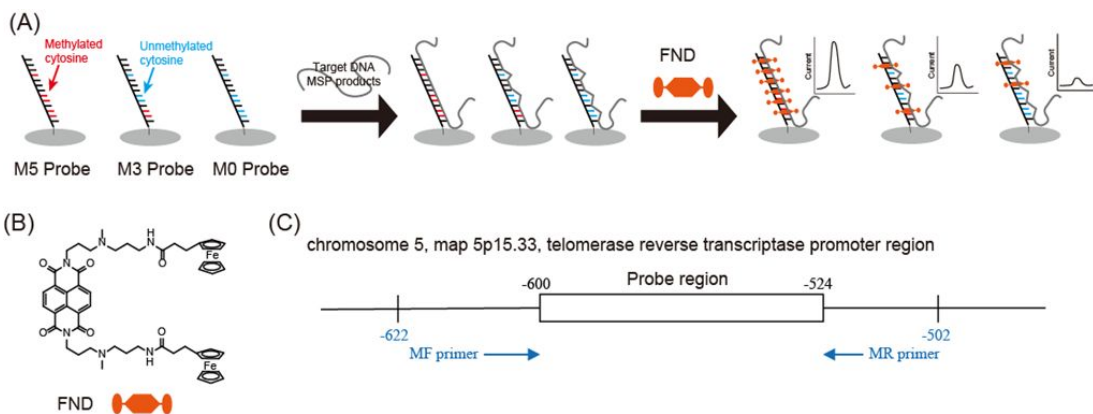 (A)
Methylated
cytosine
Unmethylated
cytosine
Target DNA
MSP products
FND
Current
Current
Current
M5 Probe
M3 Probe
M0 Probe
(B)
N
N
H
N
O
Fe
O
N
O
O
N
O
N
H
N
O
Fe
FND
(C)
chromosome 5, map 5p15.33, telomerase reverse transcriptase promoter region
-600
Probe region
-524
-622
-502
MF primer
MR primer